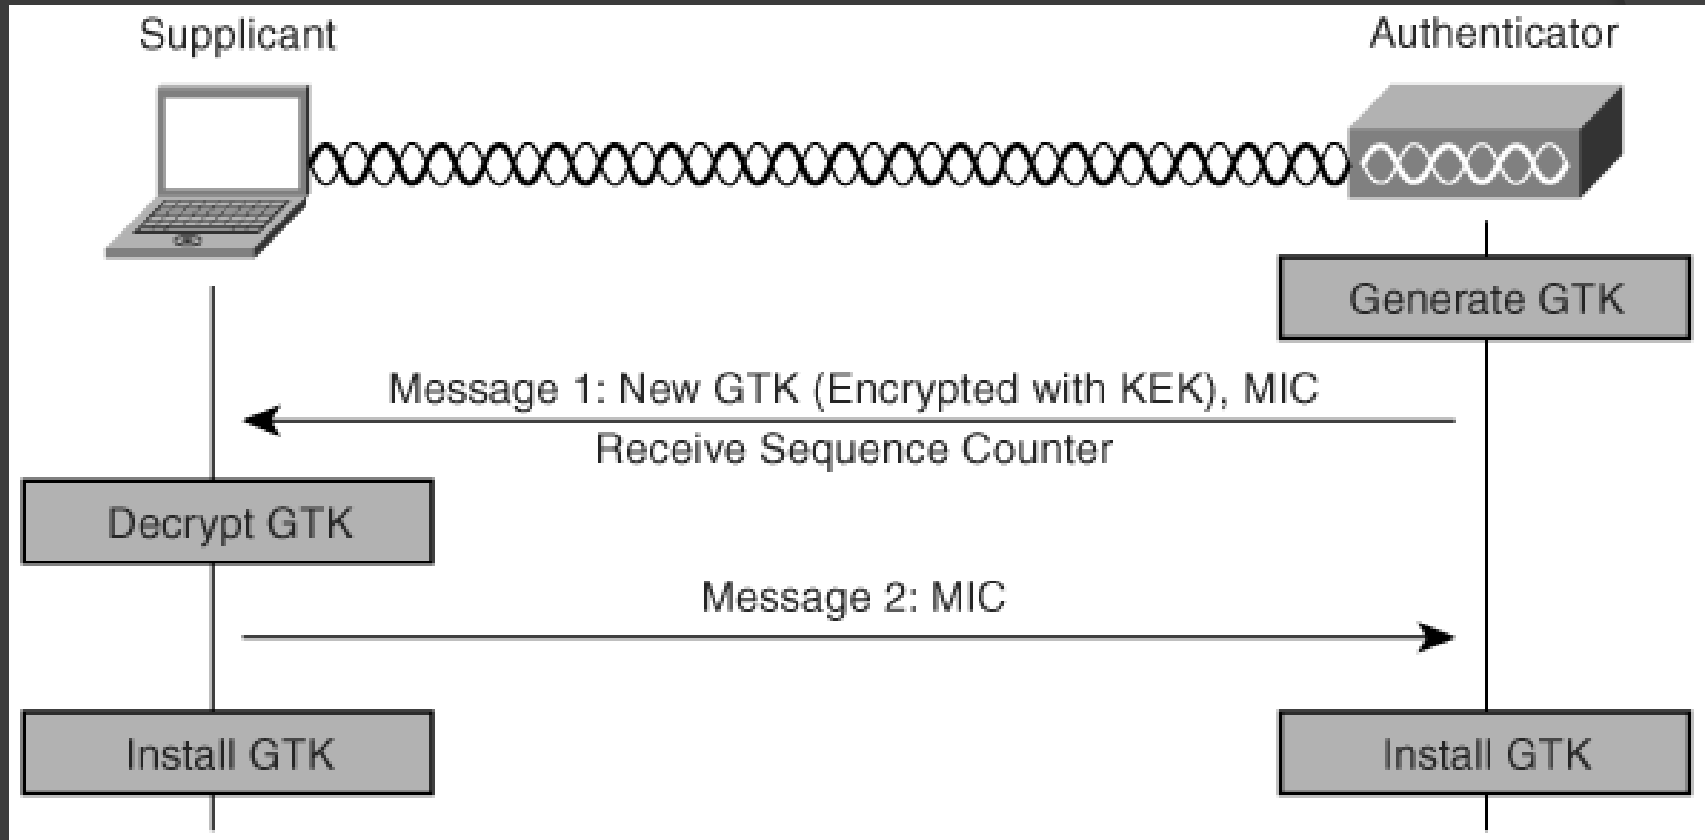 Supplicant
Authenticator
Generate GTK
Message 1: New GTK (Encrypted with KEK), MIC
Receive Sequence Counter
Decrypt GTK
Message 2: MIC
Install GTK
Install GTK